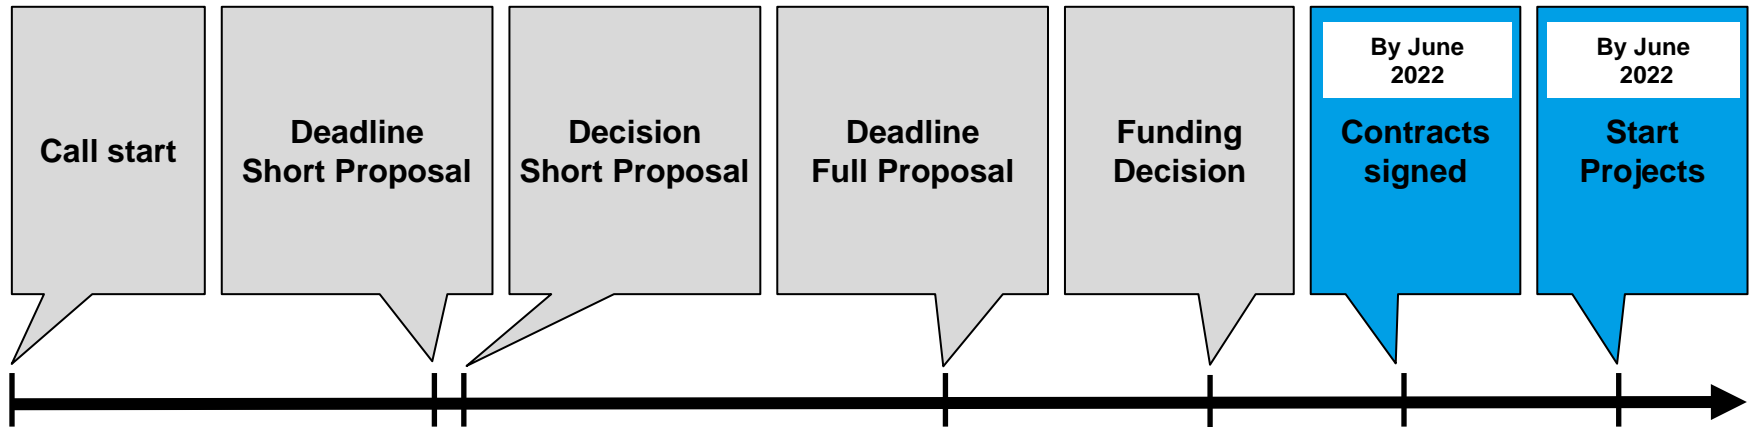 Call start
Deadline
Short Proposal
Decision
Short Proposal
Deadline
Full Proposal
Funding
Decision
By June
2022
Contracts
signed
By June
2022
Start
Projects